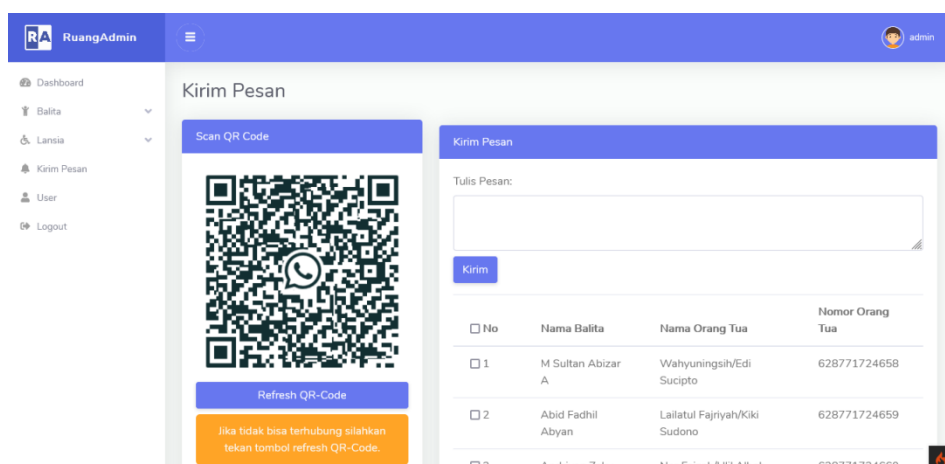 RA RuangAdmin
admin
Dashboard
Balita
Lansia
Kirim Pesan
User
Logout
Kirim Pesan
Scan QR Code
Refresh QR-Code
Jika tidak bisa terhubung silahkan
tekan tombol refresh QR-Code.
Kirim Pesan
Tulis Pesan:
Kirim
No Nama Balita Nama Orang Tua Nomor Orang
Tua
1 M Sultan Abizar Wahyuningsih/Edi 628771724658
A Sucipto
2 Abid Fadhil Lailatul Fajriyah/Kiki 628771724659
Abyan Sudono